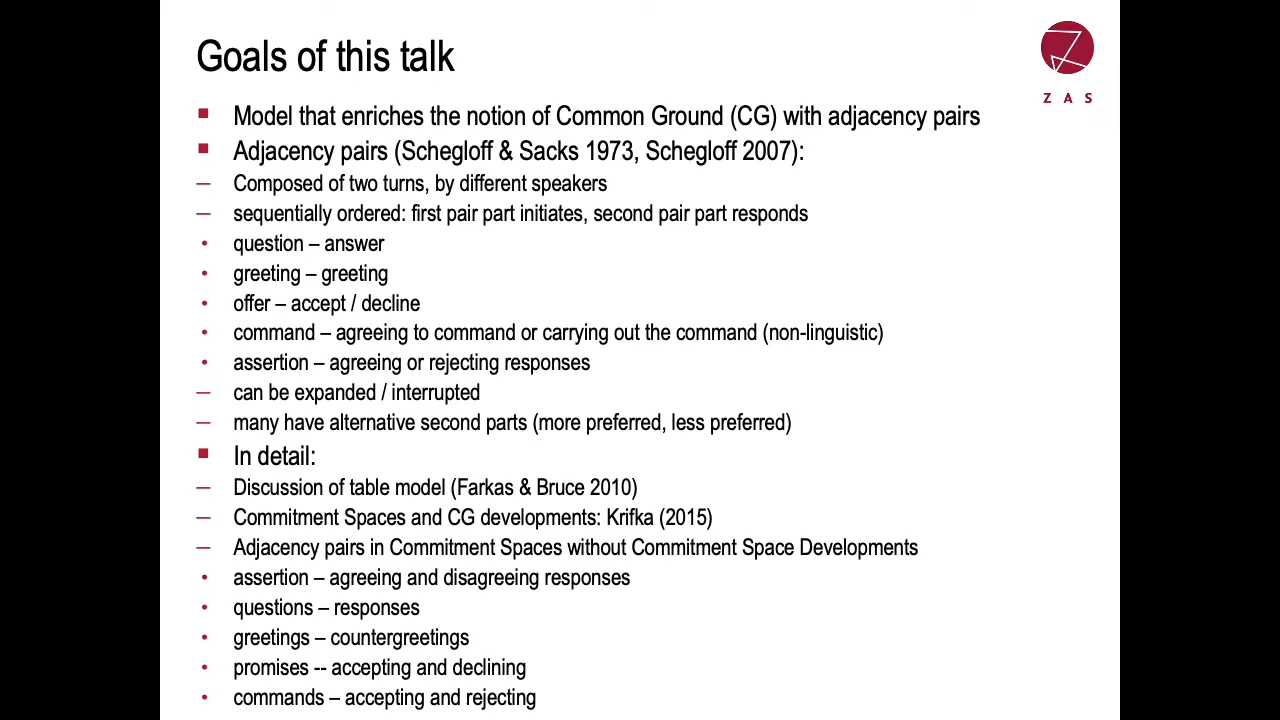 Goals of this talk
Z A S
Model that enriches the notion of Common Ground (CG) with adjacency pairs
Adjacency pairs (Schegloff & Sacks 1973, Schegloff 2007):
– Composed of two turns, by different speakers
– sequentially ordered: first pair part initiates, second pair part responds
• question – answer
• greeting – greeting
• offer – accept / decline
• command – agreeing to command or carrying out the command (non-linguistic)
• assertion – agreeing or rejecting responses
– can be expanded / interrupted
– many have alternative second parts (more preferred, less preferred)
In detail:
– Discussion of table model (Farkas & Bruce 2010)
– Commitment Spaces and CG developments: Krifka (2015)
– Adjacency pairs in Commitment Spaces without Commitment Space Developments
• assertion – agreeing and disagreeing responses
• questions – responses
• greetings – countergreetings
• promises -- accepting and declining
• commands – accepting and rejecting